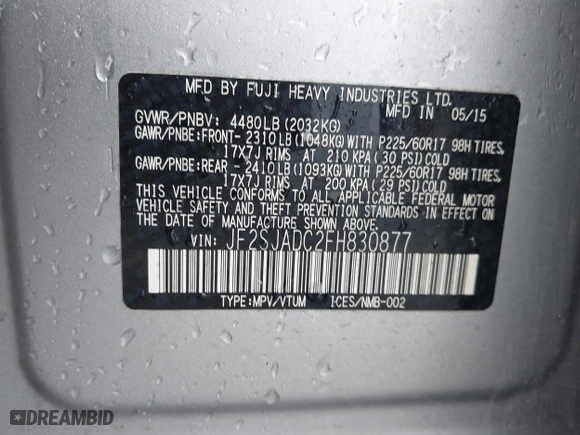 MFD BY FUJI HEAVY INDUSTRIES LTD.
MFD IN 05/15
GVWR/PNBV: 4480LB(2032KG)
GAWR/PNBE:FRONT- 2310LB(1048KG)WITH P225/60R17 98H TIRES,
17X7J RIMS AT 210 KPA(30 PSI)COLD
GAWR/PNBE:REAR - 2410LB(1093KG)WITH P225/60R17 98H TIRES,
17X7J RIMS AT 200 KPA(29 PSI)COLD
THIS VEHICLE CONFORMS TO ALL APPLICABLE FEDERAL MOTOR
VEHICLE SAFETY AND THEFT PREVENTION STANDARDS IN EFFECT ON
THE DATE OF MANUFACTURE SHOWN ABOVE.
VIN: JF2SJADC2FH830877
TYPE:MPV/VTUM ICES/NMB-002
DREAMBID